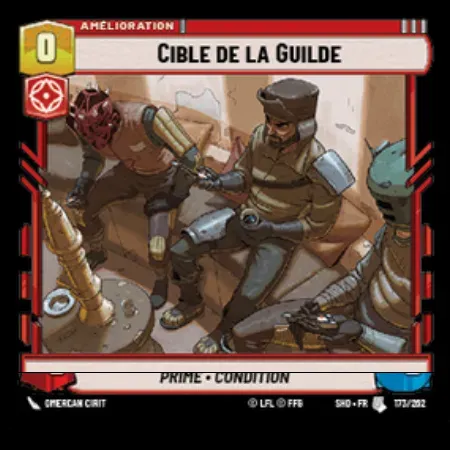 AMÉLIORATION
0
CIBLE DE LA GUILDE
PRIME • CONDITION
OMERCAN CIRIT
© LFL © FFG
SHD • FR
173/262